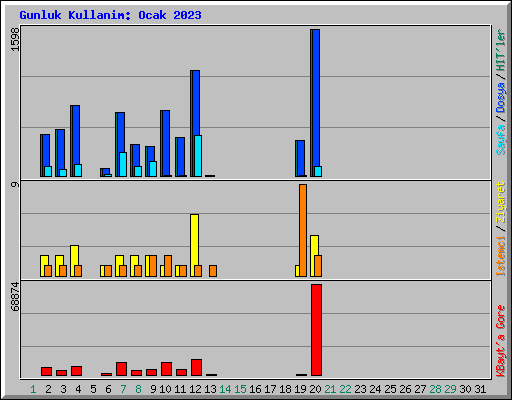 Gunluk Kullanim: Ocak 2023
1598
Sayfa / Dosya / HIT'ler
9
Istemci / Ziyaret
68874
KBayt'a Gore
1 2 3 4 5 6 7 8 9 10 11 12 13 14 15 16 17 18 19 20 21 22 23 24 25 26 27 28 29 30 31